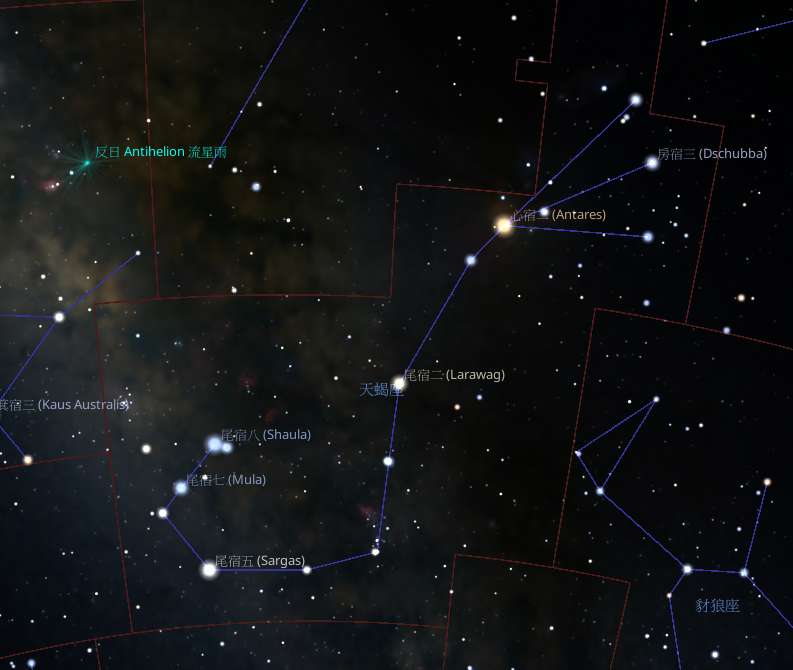 反日 Antihelion 流星雨
房宿三 (Dschubba)
心宿二 (Antares)
尾宿二 (Larawag)
天蝎座
箕宿三 (Kaus Australis)
尾宿八 (Shaula)
尾宿七 (Mula)
尾宿五 (Sargas)
豺狼座